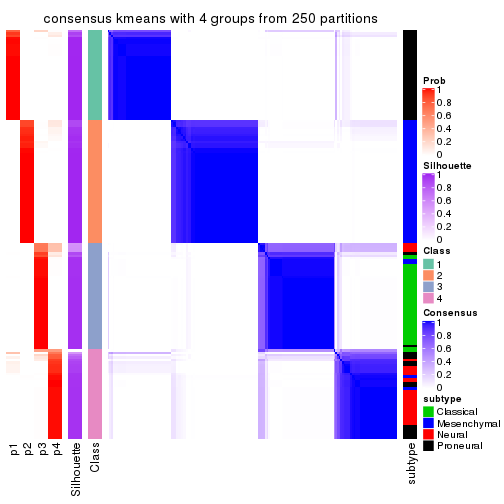 consensus kmeans with 4 groups from 250 partitions
Prob
1
0.8
0.6
0.4
0.2
0
Silhouette
1
0.8
0.6
0.4
0.2
0
Class
1
2
3
4
Consensus
1
0.8
0.6
0.4
0.2
0
subtype
Classical
Mesenchymal
Neural
Proneural
p1
p2
p3
p4
Silhouette
Class
subtype